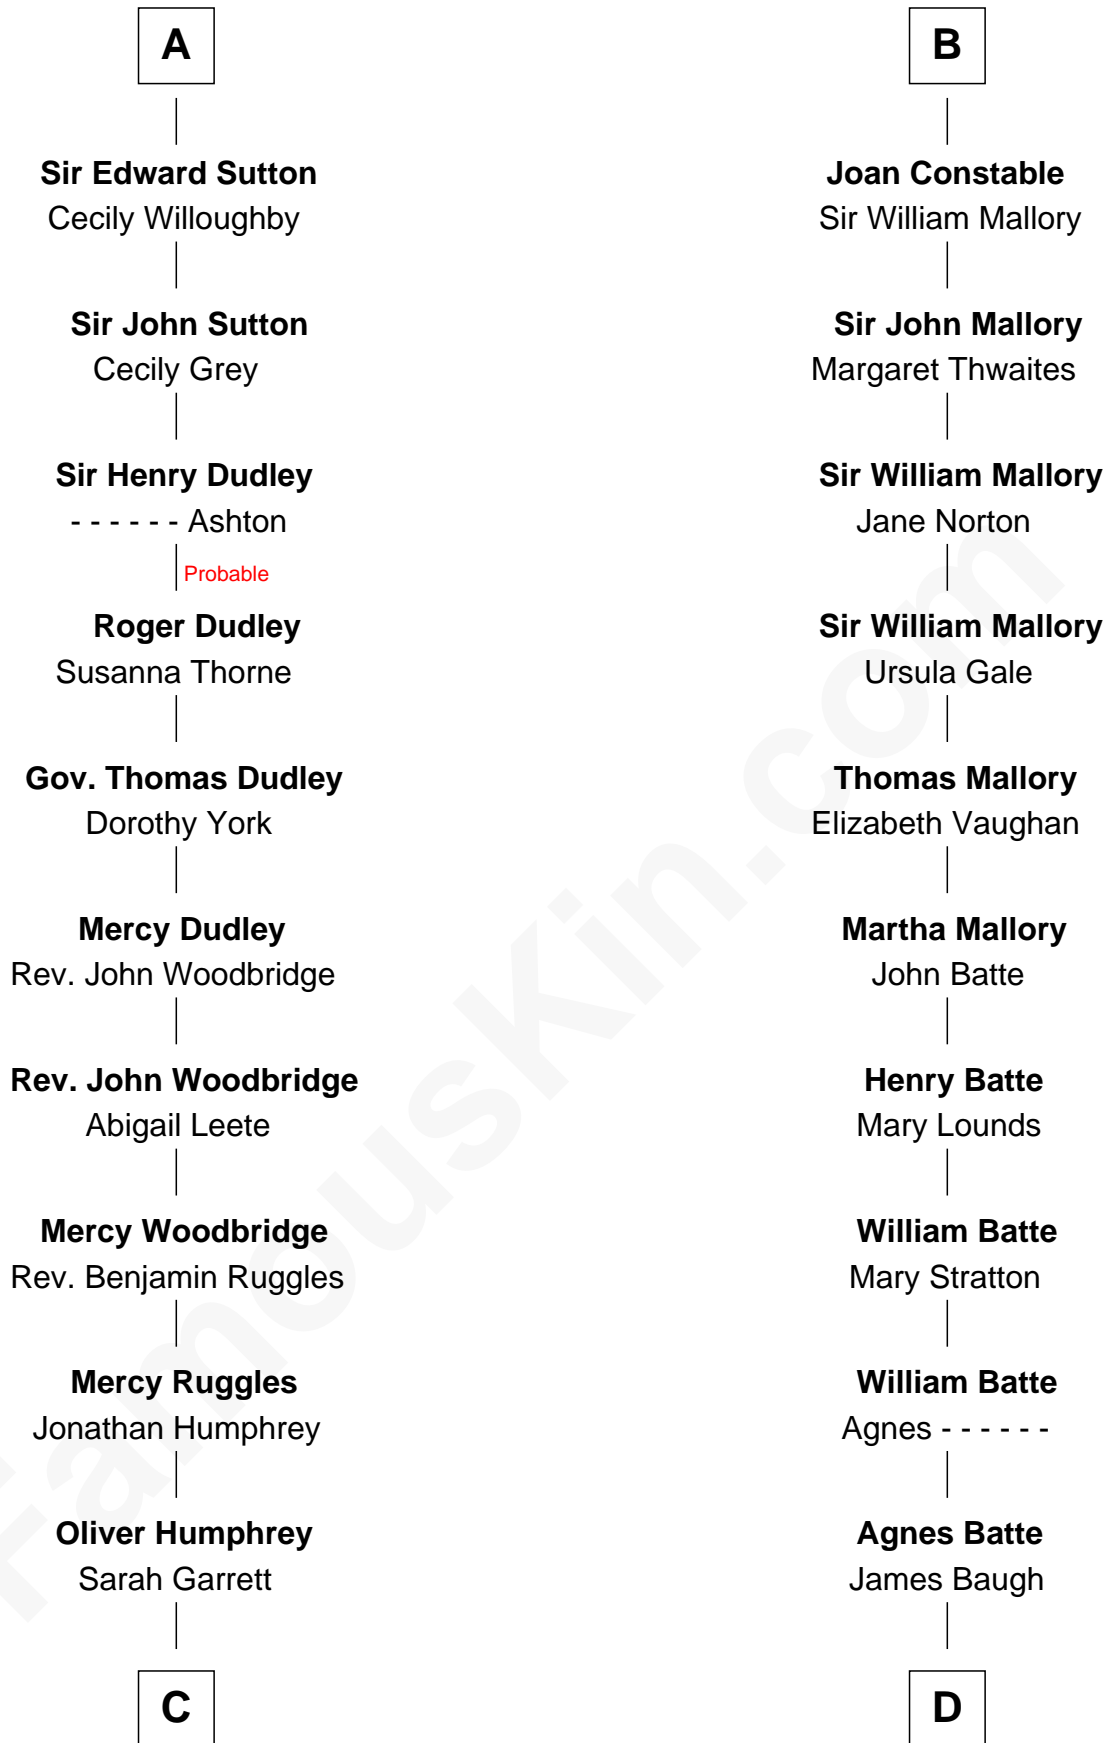 A
Sir Edward Sutton
Cecily Willoughby
Sir John Sutton
Cecily Grey
Sir Henry Dudley
- - - - - - Ashton
Probable
Roger Dudley
Susanna Thorne
Gov. Thomas Dudley
Dorothy York
Mercy Dudley
Rev. John Woodbridge
Rev. John Woodbridge
Abigail Leete
Mercy Woodbridge
Rev. Benjamin Ruggles
Mercy Ruggles
Jonathan Humphrey
Oliver Humphrey
Sarah Garrett
C
B
Joan Constable
Sir William Mallory
Sir John Mallory
Margaret Thwaites
Sir William Mallory
Jane Norton
Sir William Mallory
Ursula Gale
Thomas Mallory
Elizabeth Vaughan
Martha Mallory
John Batte
Henry Batte
Mary Lounds
William Batte
Mary Stratton
William Batte
Agnes - - - - - -
Agnes Batte
James Baugh
D
FamousKin.com